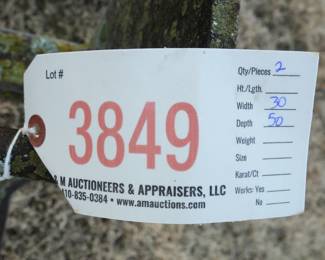 Lot #
3849
M AUCTIONEERS & APPRAISERS, LLC
10-835-0384 • www.amauctions.com
Qty/Pieces 2
Ht./Lgth.
Width 30
Depth 50
Weight
Size
Karat/Ct
Works: Yes
No